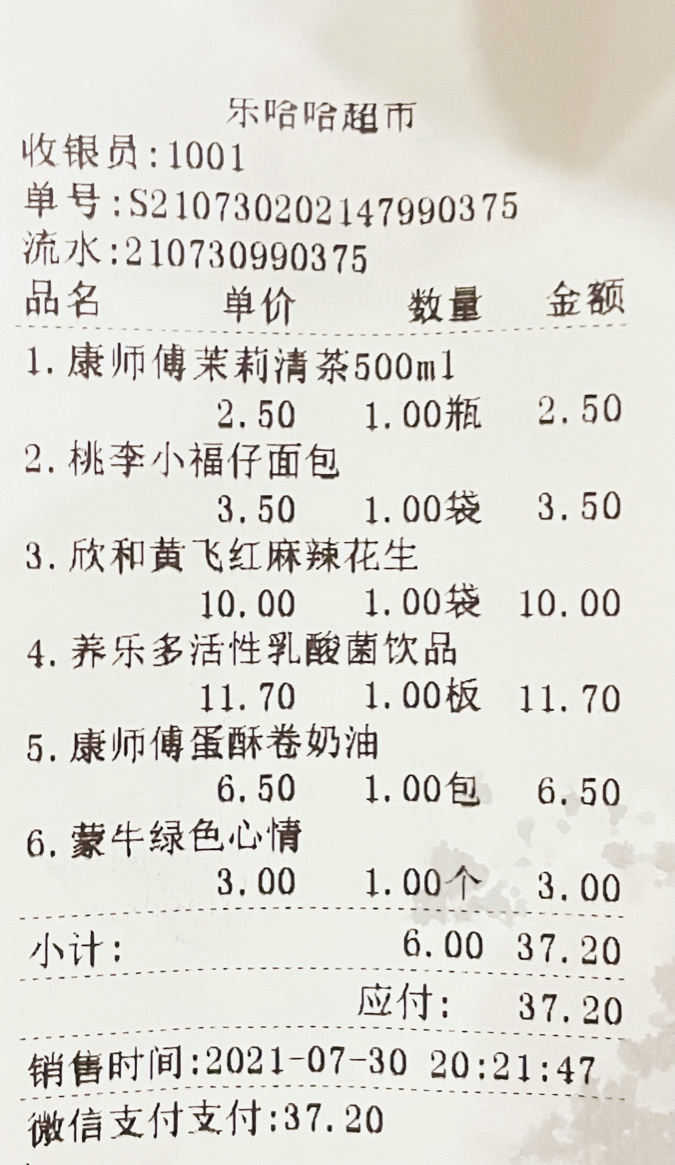 乐哈哈超市
收银员:1001
单号:S210730202147990375
流水:210730990375
品名 单价 数量 金额
1.康师傅茉莉清茶500ml
2.50 1.00瓶 2.50
2.桃李小福仔面包
3.50 1.00袋 3.50
3.欣和黄飞红麻辣花生
10.00 1.00袋 10.00
4.养乐多活性乳酸菌饮品
11.70 1.00板 11.70
5.康师傅蛋酥卷奶油
6.50 1.00包 6.50
6.蒙牛绿色心情
3.00 1.00个 3.00
小计: 6.00 37.20
应付: 37.20
销售时间:2021-07-30 20:21:47
微信支付支付:37.20